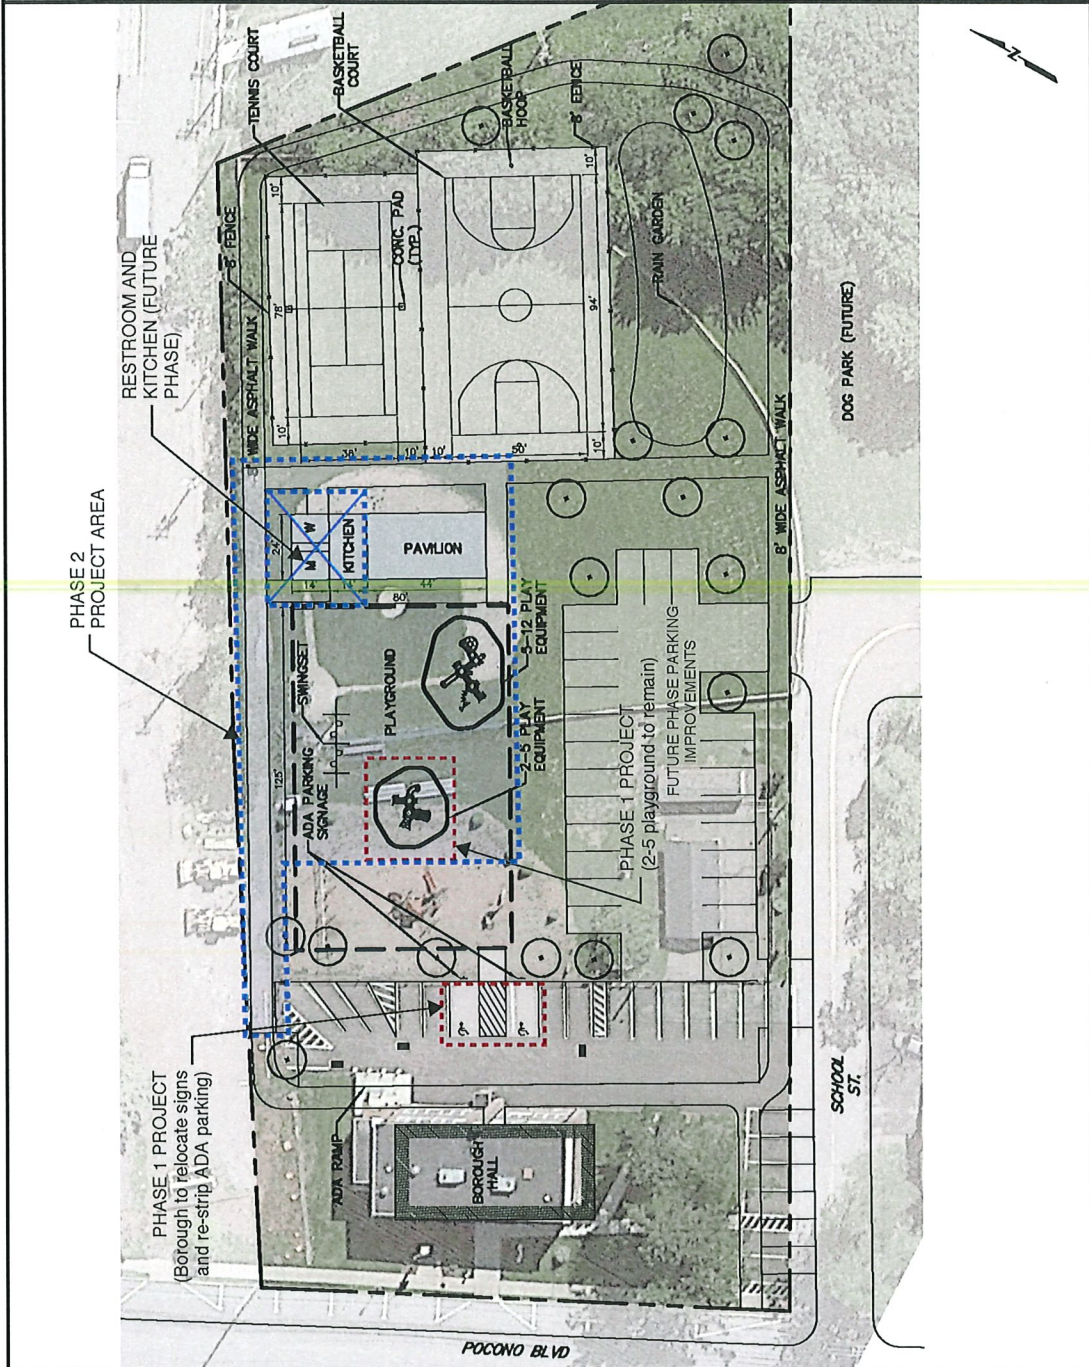 PHASE 2
PROJECT AREA
RESTROOM AND
KITCHEN (FUTURE
PHASE)
TENNIS COURT
BASKETBALL
COURT
BASKETBALL
HOOP
8' FENCE
N
8' FENCE
8' WIDE ASPHALT WALK
10'
78'
10'
36'
10'
CONC. PAD
(TYP.)
10'
94'
10'
10'
50'
RAIN GARDEN
DOG PARK (FUTURE)
8' WIDE ASPHALT WALK
24'
M
W
KITCHEN
PAVILION
14'
14'
44'
80'
125'
SWINGSET
PLAYGROUND
5-12 PLAY
EQUIPMENT
2-5 PLAY
EQUIPMENT
ADA PARKING
SIGNAGE
PHASE 1 PROJECT
(2-5 playground to remain)
FUTURE PHASE PARKING
IMPROVEMENTS
PHASE 1 PROJECT
(Borough to relocate signs
and re-strip ADA parking)
ADA RAMP
BOROUGH
HALL
SCHOOL
ST.
POCONO BLVD